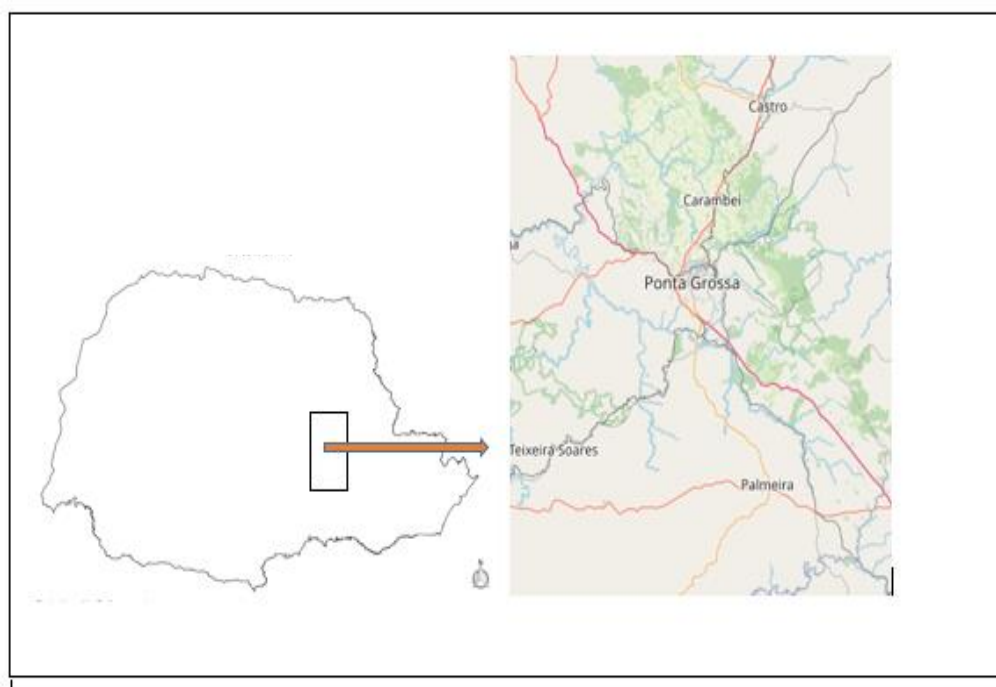 Castro
Carambeí
Ponta Grossa
Teixeira Soares
Palmeira
N